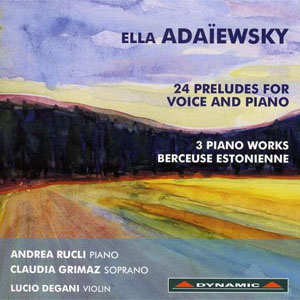 ELLA ADAÏEWSKY
24 PRELUDES FOR
VOICE AND PIANO
3 PIANO WORKS
BERCEUSE ESTONIENNE
ANDREA RUCLI PIANO
CLAUDIA GRIMAZ SOPRANO
LUCIO DEGANI VIOLIN
DYNAMIC